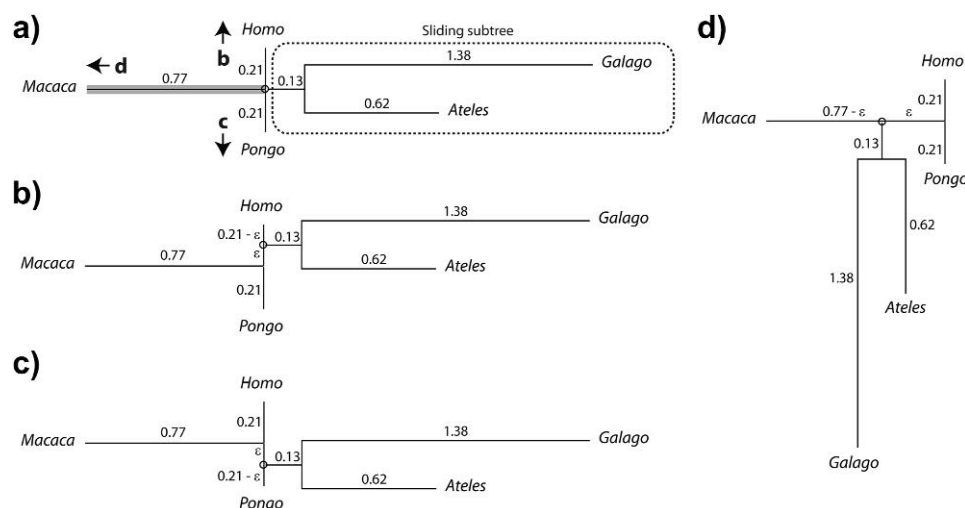 a)
Homo
Sliding subtree
d
b
1.38
Galago
0.77
0.21
0.13
Macaca
0.21
0.62
Ateles
c
Pongo
b)
Homo
1.38
Galago
0.21 - ε
0.13
0.77
ε
0.62
Ateles
Macaca
0.21
Pongo
c)
Homo
0.21
1.38
Galago
0.77
Macaca
ε
0.13
0.21 - ε
0.62
Ateles
Pongo
d)
Homo
0.21
0.77 - ε
ε
Macaca
0.13
0.21
Pongo
0.62
1.38
Ateles
Galago